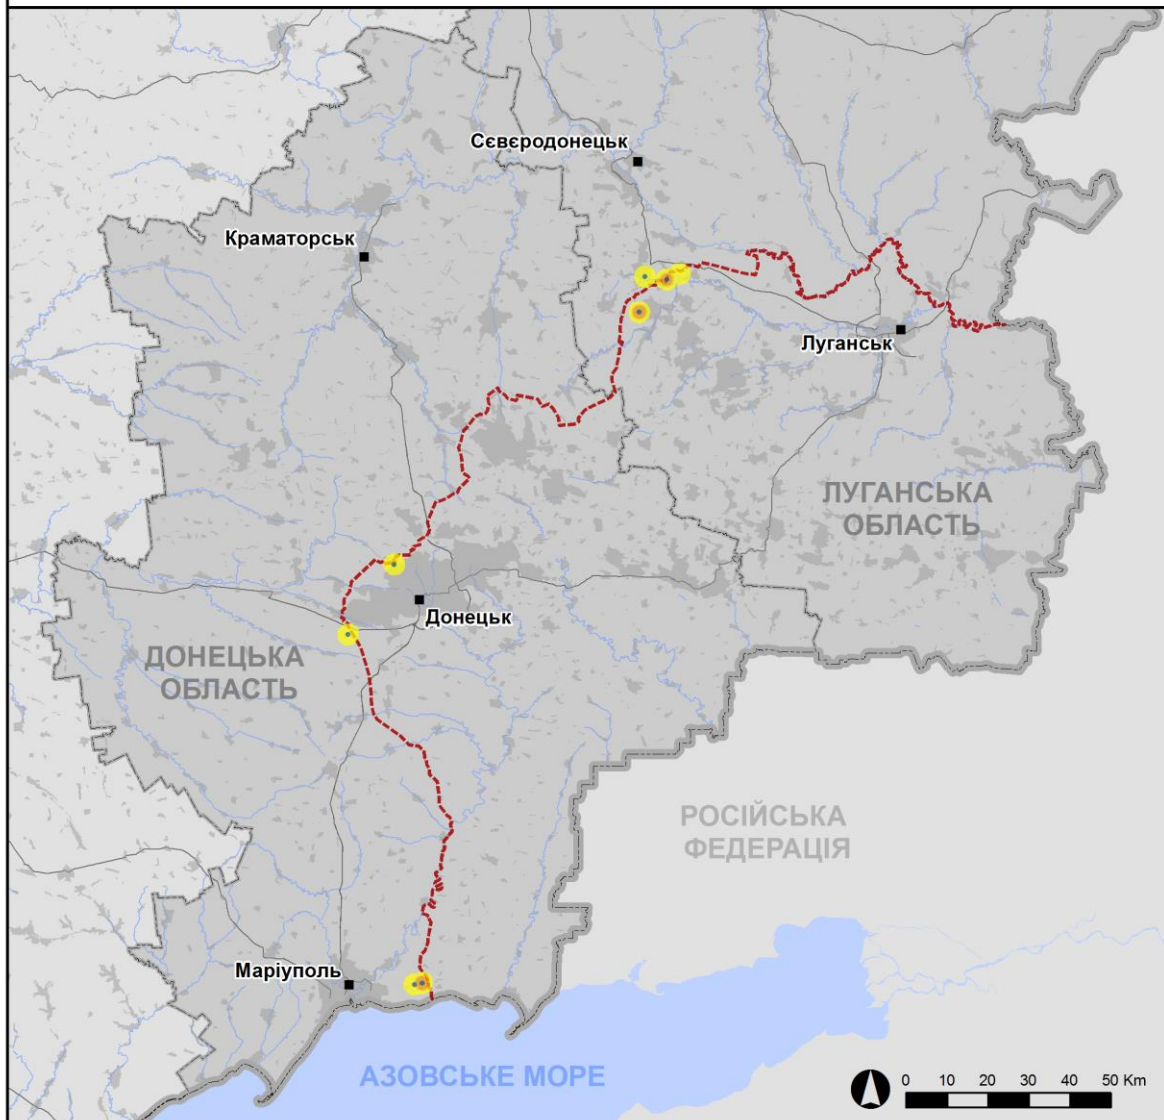 Сєвєродонецьк
Краматорськ
Луганськ
ЛУГАНСЬКА
ОБЛАСТЬ
Донецьк
ДОНЕЦЬКА
ОБЛАСТЬ
РОСІЙСЬКА
ФЕДЕРАЦІЯ
Маріуполь
АЗОВСЬКЕ МОРЕ
0 10 20 30 40 50 Km